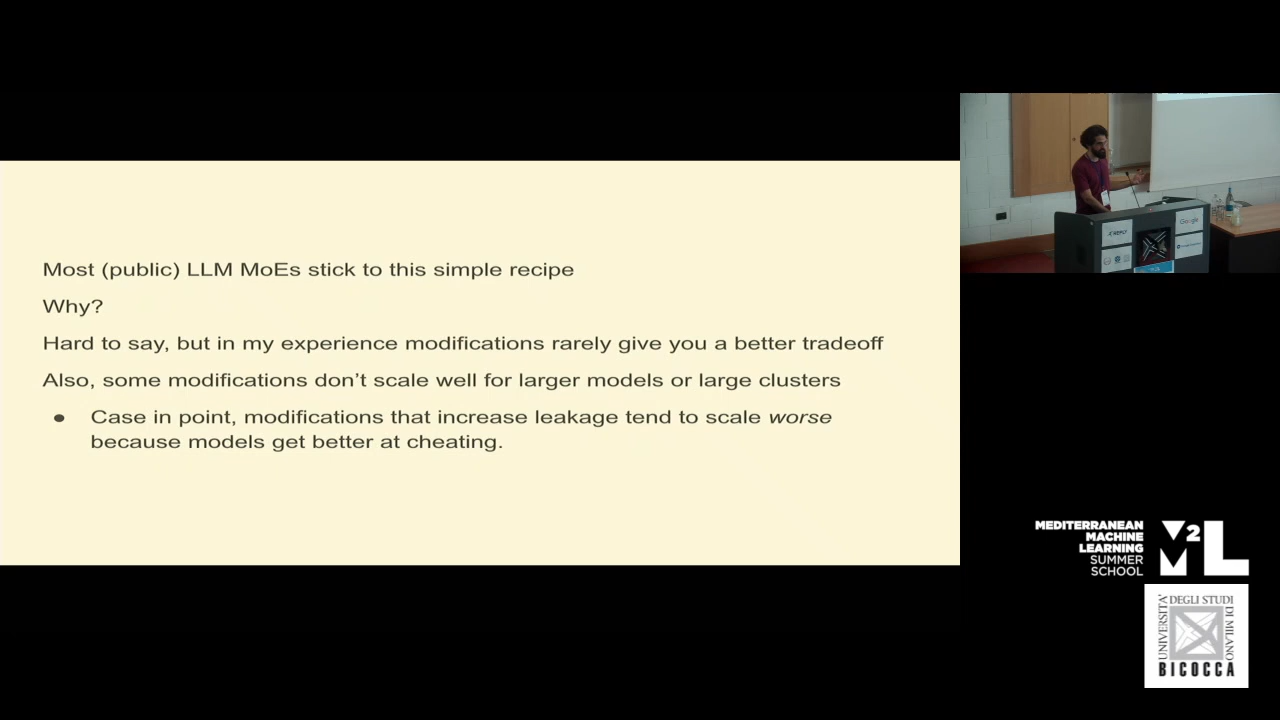 Most (public) LLM MoEs stick to this simple recipe
Why?
Hard to say, but in my experience modifications rarely give you a better tradeoff
Also, some modifications don't scale well for larger models or large clusters
● Case in point, modifications that increase leakage tend to scale worse
because models get better at cheating.
Google
MEDITERRANEAN
MACHINE
LEARNING
SUMMER
SCHOOL
M2L
UNIVERSITÀ
DEGLI STUDI
DI MILANO
BICOCCA